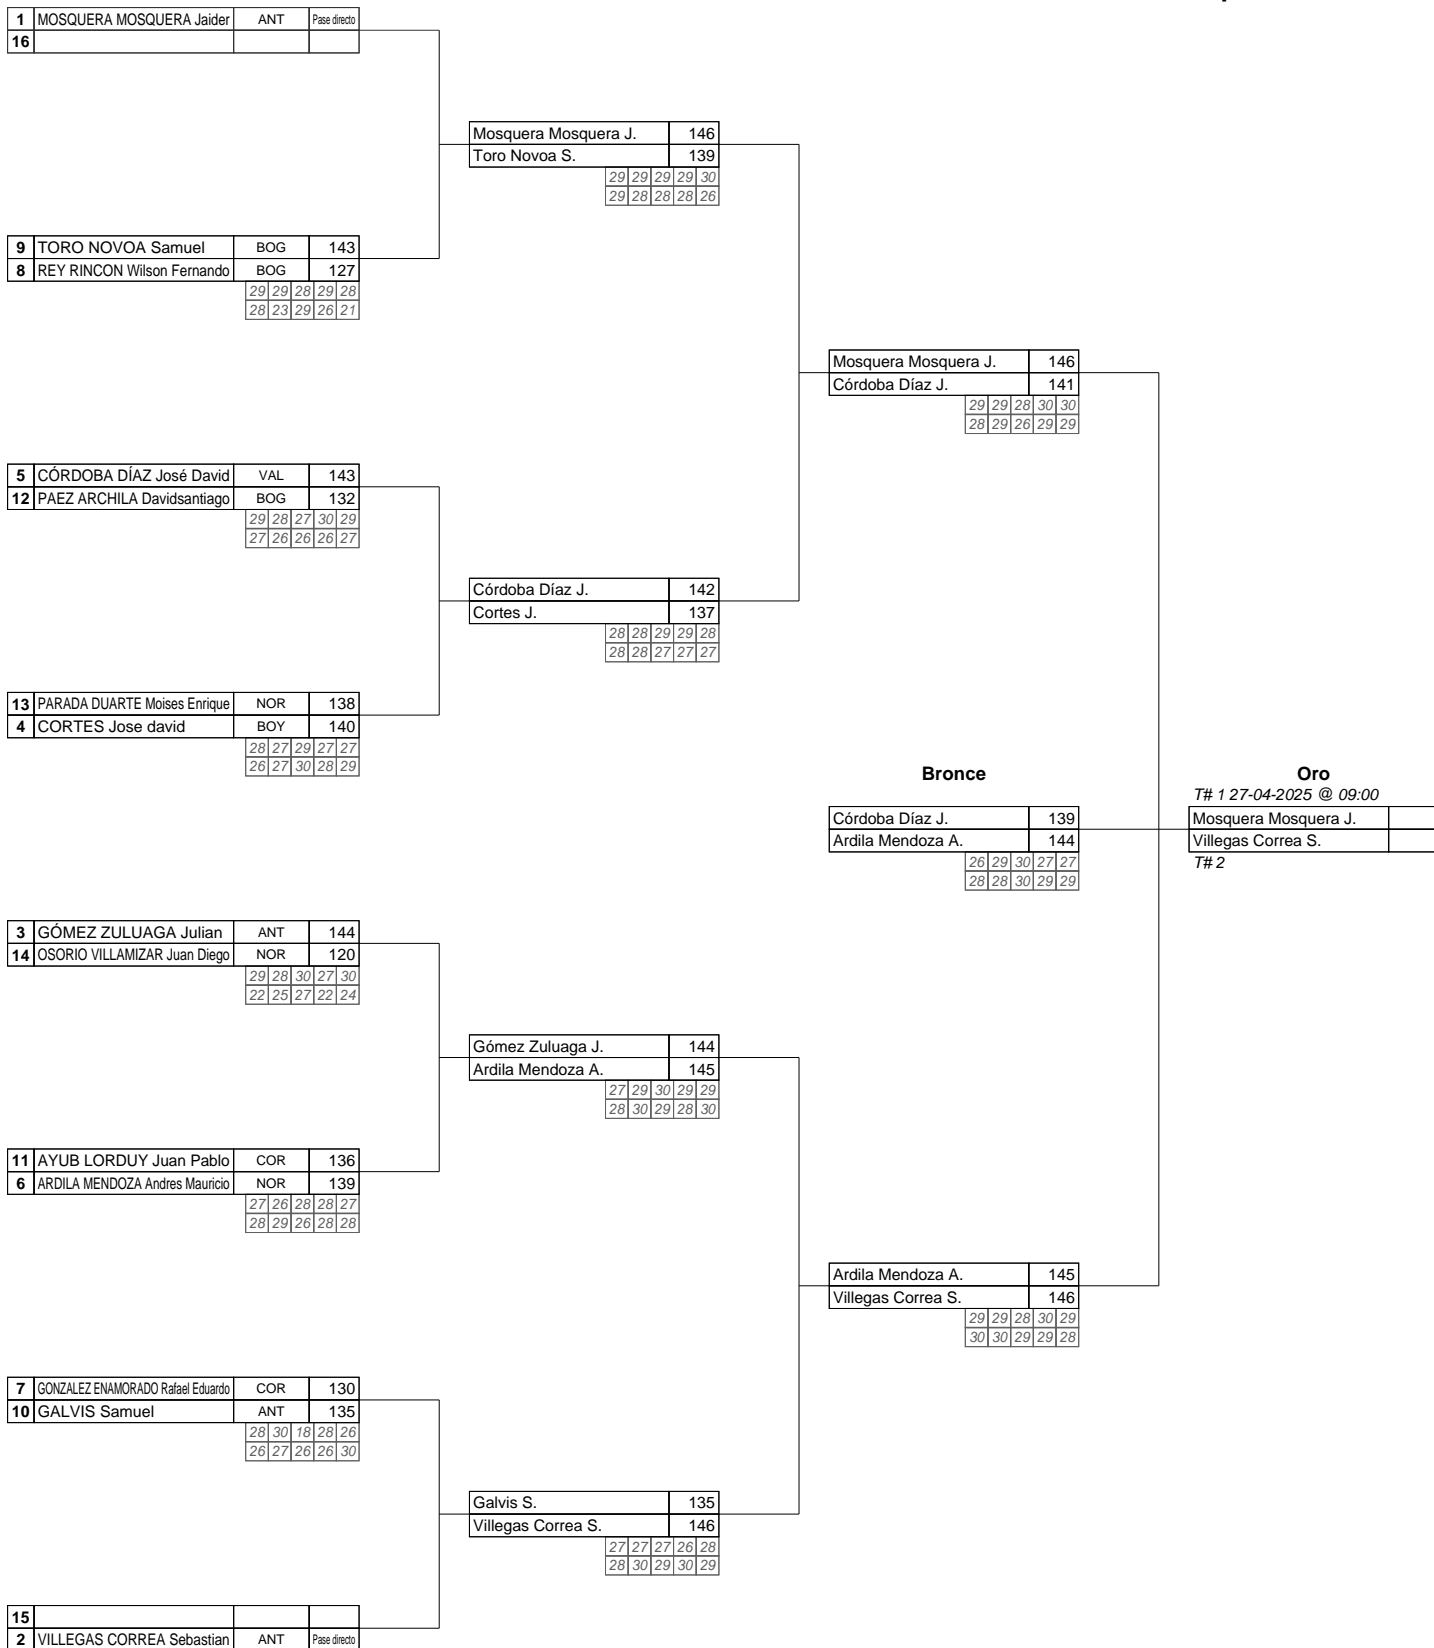 1 MOSQUERA MOSQUERA Jaider ANT Pase directo
16
Mosquera Mosquera J. 146
Toro Novoa S. 139
29 29 29 29 30
29 28 28 28 26
9 TORO NOVOA Samuel BOG 143
8 REY RINCON Wilson Fernando BOG 127
29 29 28 29 28
28 23 29 26 21
Mosquera Mosquera J. 146
Córdoba Díaz J. 141
29 29 28 30 30
28 29 26 29 29
5 CÓRDOBA DÍAZ José David VAL 143
12 PAEZ ARCHILA Davidsantiago BOG 132
29 28 27 30 29
27 26 26 26 27
Córdoba Díaz J. 142
Cortes J. 137
28 28 29 29 28
28 28 27 27 27
13 PARADA DUARTE Moises Enrique NOR 138
4 CORTES Jose david BOY 140
28 27 29 27 27
26 27 30 28 29
Bronce Oro
T# 1 27-04-2025 @ 09:00
Córdoba Díaz J. 139 Mosquera Mosquera J.
Ardila Mendoza A. 144 Villegas Correa S.
26 29 30 27 27 T# 2
28 28 30 29 29
3 GÓMEZ ZULUAGA Julian ANT 144
14 OSORIO VILLAMIZAR Juan Diego NOR 120
29 28 30 27 30
22 25 27 22 24
Gómez Zuluaga J. 144
Ardila Mendoza A. 145
27 29 30 29 29
28 30 29 28 30
11 AYUB LORDUY Juan Pablo COR 136
6 ARDILA MENDOZA Andres Mauricio NOR 139
27 26 28 28 27
28 29 26 28 28
Ardila Mendoza A. 145
Villegas Correa S. 146
29 29 28 30 29
30 30 29 29 28
7 GONZALEZ ENAMORADO Rafael Eduardo COR 130
10 GALVIS Samuel ANT 135
28 30 18 28 26
26 27 26 26 30
Galvis S. 135
Villegas Correa S. 146
27 27 27 26 28
28 30 29 30 29
15
2 VILLEGAS CORREA Sebastian ANT Pase directo